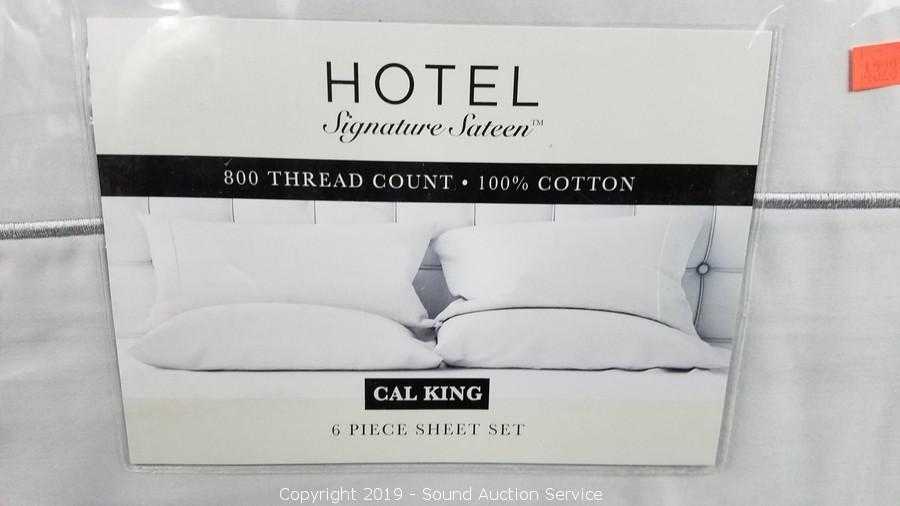 HOTEL
Signature Sateen™
800 THREAD COUNT • 100% COTTON
CAL KING
6 PIECE SHEET SET
4328
Copyright 2019 - Sound Auction Service